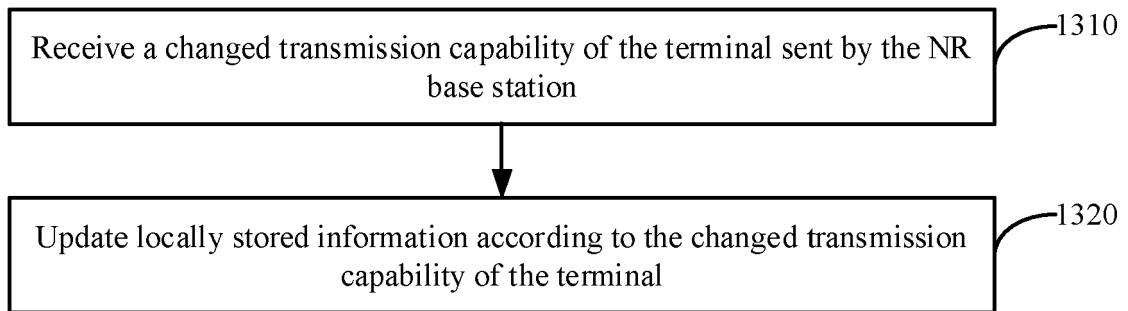 Receive a changed transmission capability of the terminal sent by the NR
base station
1310
Update locally stored information according to the changed transmission
capability of the terminal
1320